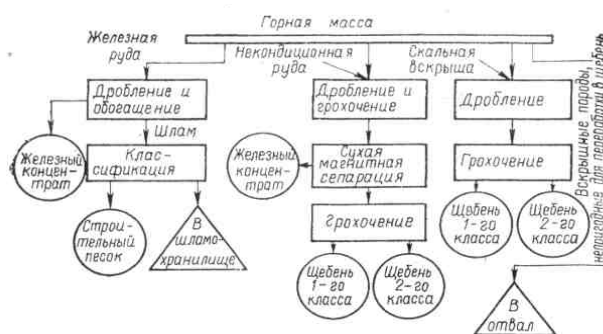 Горная масса
Железная
руда
Некондиционная
руда
Скальная
вскрыша
Вскрышные породы,
непригодные для переработки в щебень
Дробление и
обогащение
Дробление и
грохочение
Дробление
Шлам
Железный
концен-
трат
Клас-
сификация
Железный
концен-
трат
Сухая
магнитная
сепарация
Грохочение
Строи-
тельный
песок
В
шламо-
хранилище
Грохочение
Щебень
1-го
класса
Щебень
2-го
класса
Щебень
1-го
класса
Щебень
2-го
класса
В
отвал